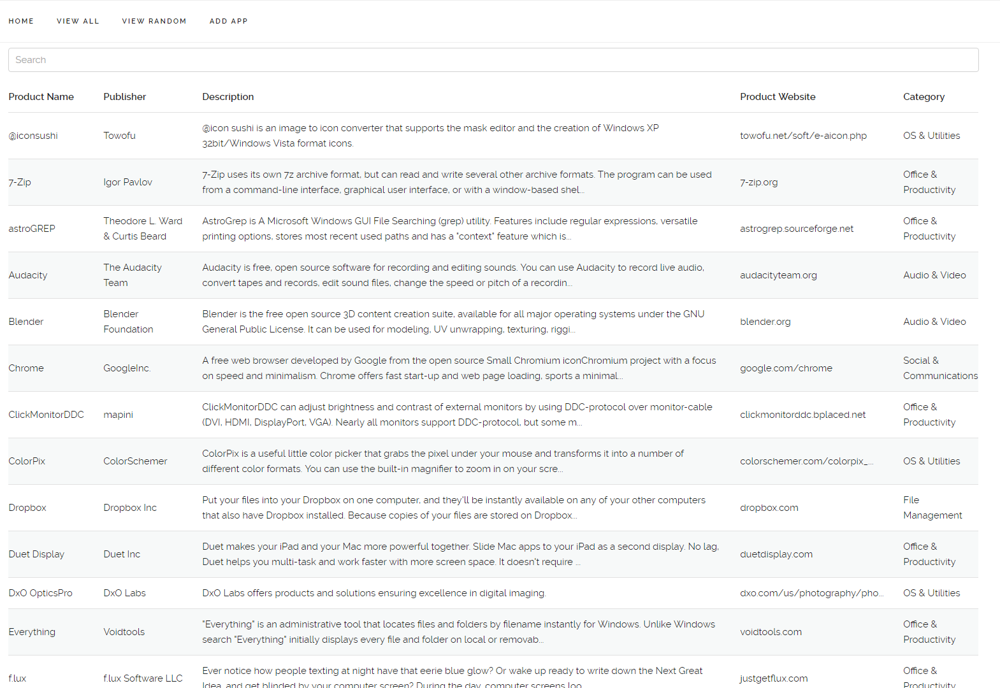 HOME VIEW ALL VIEW RANDOM ADD APP
Search
Product Name Publisher Description Product Website Category
@iconsushi Towofu @icon sushi is an image to icon converter that supports the mask editor and the creation of Windows XP
32bit/Windows Vista format icons. towofu.net/soft/e-aicon.php OS & Utilities
7-Zip Igor Pavlov 7-Zip uses its own 7z archive format, but can read and write several other archive formats. The program can be used
from a command-line interface, graphical user interface, or with a window-based shel... 7-zip.org Office &
Productivity
astroGREP Theodore L. Ward
& Curtis Beard AstroGrep is A Microsoft Windows GUI File Searching (grep) utility. Features include regular expressions, versatile
printing options, stores most recent used paths and has a "context" feature which is... astrogrep.sourceforge.net Office &
Productivity
Audacity The Audacity
Team Audacity is free, open source software for recording and editing sounds. You can use Audacity to record live audio,
convert tapes and records, edit sound files, change the speed or pitch of a recordin... audacityteam.org Audio & Video
Blender Blender
Foundation Blender is the free open source 3D content creation suite, available for all major operating systems under the GNU
General Public License. It can be used for modeling, UV unwrapping, texturing, riggi... blender.org Audio & Video
Chrome GoogleInc. A free web browser developed by Google from the open source Small Chromium iconChromium project with a focus
on speed and minimalism. Chrome offers fast start-up and web page loading, sports a minimal... google.com/chrome Social &
Communications
ClickMonitorDDC mapini ClickMonitorDDC can adjust brightness and contrast of external monitors by using DDC-protocol over monitor-cable
(DVI, HDMI, DisplayPort, VGA). Nearly all monitors support DDC-protocol, but some m... clickmonitorddc.bplaced.net Office &
Productivity
ColorPix ColorSchemer ColorPix is a useful little color picker that grabs the pixel under your mouse and transforms it into a number of
different color formats. You can use the built-in magnifier to zoom in on your scre... colorschemer.com/colorpix_... OS & Utilities
Dropbox Dropbox Inc Put your files into your Dropbox on one computer, and they'll be instantly available on any of your other computers
that also have Dropbox installed. Because copies of your files are stored on Dropbox... dropbox.com File
Management
Duet Display Duet Inc Duet makes your iPad and your Mac more powerful together. Slide Mac apps to your iPad as a second display. No lag,
Duet helps you multi-task and work faster with more screen space. It doesn't require ... duetdisplay.com Office &
Productivity
DxO OpticsPro DxO Labs DxO Labs offers products and solutions ensuring excellence in digital imaging. dxo.com/us/photography/pho... OS & Utilities
Everything Voidtools "Everything" is an administrative tool that locates files and folders by filename instantly for Windows. Unlike Windows
search "Everything" initially displays every file and folder on local or removab... voidtools.com Office &
Productivity
f.lux f.lux Software LLC Ever notice how people texting at night have that eerie blue glow? Or wake up ready to write down the Next Great
Idea, and get blinded by your computer screen? During the day, computer screens loo... justgetflux.com Office &
Productivity